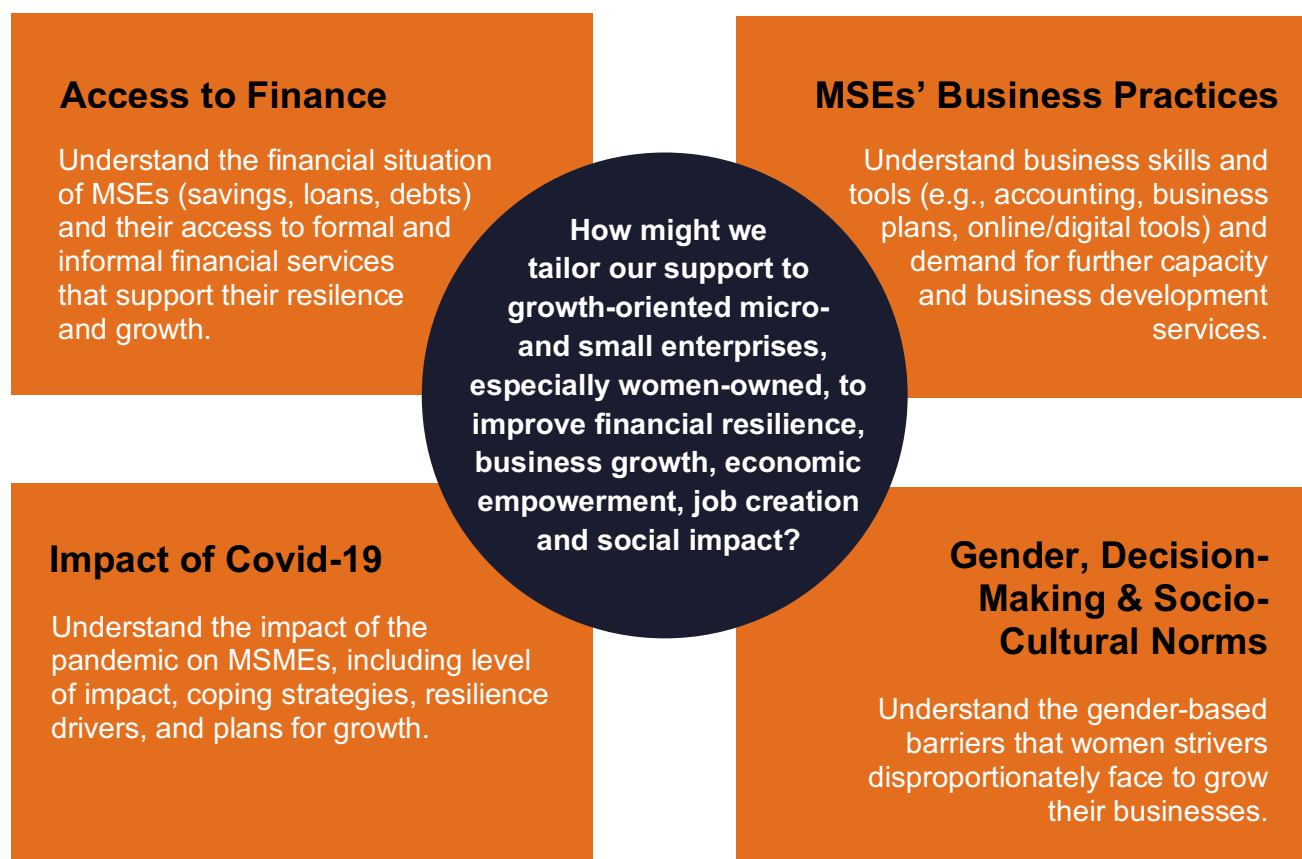 Access to Finance
Understand the financial situation
of MSEs (savings, loans, debts)
and their access to formal and
informal financial services
that support their resilence
and growth.
MSEs’ Business Practices
Understand business skills and
tools (e.g., accounting, business
plans, online/digital tools) and
demand for further capacity
and business development
services.
How might we
tailor our support to
growth-oriented micro-
and small enterprises,
especially women-owned, to
improve financial resilience,
business growth, economic
empowerment, job creation
and social impact?
Impact of Covid-19
Understand the impact of the
pandemic on MSMEs, including level
of impact, coping strategies, resilience
drivers, and plans for growth.
Gender, Decision-
Making & Socio-
Cultural Norms
Understand the gender-based
barriers that women strivers
disproportionately face to grow
their businesses.